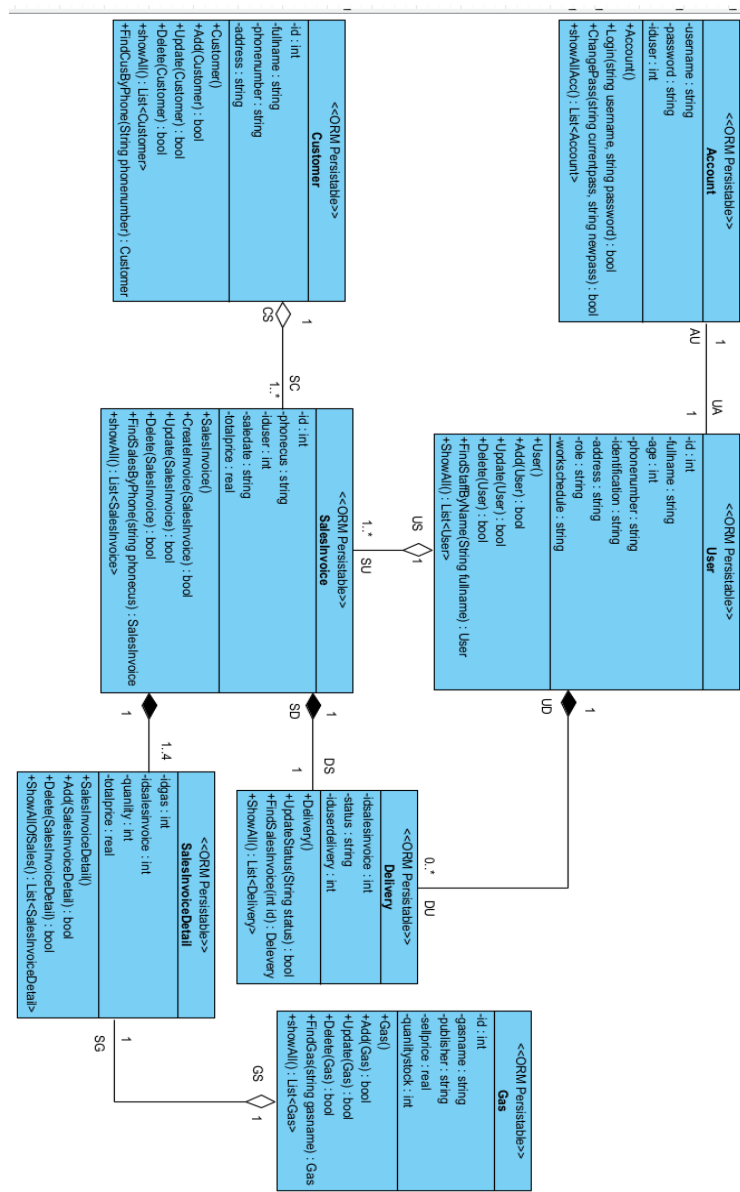 <<ORM Persistable>>
Account
-username : string
-password : string
-iduser : int
+Account()
+Login(string username, string password) : bool
+ChangePass(string currentpass, string newpass) : bool
+showAllAcc() : List<Account>
1
AU
UA
1
<<ORM Persistable>>
User
-id : int
-fullname : string
-age : int
-phonenumber : string
-identification : string
-address : string
-role : string
-workschedule : string
+User()
+Add(User) : bool
+Update(User) : bool
+Delete(User) : bool
+FindStaffByName(String fullname) : User
+ShowAll() : List<User>
1
UD
0..*
DU
US
1
1..*
SU
<<ORM Persistable>>
Customer
-id : int
-fullname : string
-phonenumber : string
-address : string
+Customer()
+Add(Customer) : bool
+Update(Customer) : bool
+Delete(Customer) : bool
+showAll() : List<Customer>
+FindCusByPhone(String phonenumber) : Customer
1
CS
SC
1..*
<<ORM Persistable>>
SalesInvoice
-id : int
-phonecus : string
-iduser : int
-saledate : string
-totalprice : real
+SalesInvoice()
+CreateInvoice(SalesInvoice) : bool
+Update(SalesInvoice) : bool
+Delete(SalesInvoice) : bool
+FindSalesByPhone(string phonecus) : SalesInvoice
+showAll() : List<SalesInvoice>
1
SD
DS
1
<<ORM Persistable>>
Delivery
-idsalesinvoice : int
-status : string
-iduserdelivery : int
+Delivery()
+UpdateStatus(String status) : bool
+FindSalesInvoice(int id) : Delevery
+ShowAll() : List<Delivery>
1
1..4
<<ORM Persistable>>
SalesInvoiceDetail
-idgas : int
-idsalesinvoice : int
-quanlity : int
-totalprice : real
+SalesInvoiceDetail()
+Add(SalesInvoiceDetail) : bool
+Delete(SalesInvoiceDetail) : bool
+ShowAllOfSales() : List<SalesInvoiceDetail>
1
SG
GS
1
<<ORM Persistable>>
Gas
-id : int
-gasname : string
-publisher : string
-sellprice : real
-quanlitystock : int
+Gas()
+Add(Gas) : bool
+Update(Gas) : bool
+Delete(Gas) : bool
+FindGas(string gasname) : Gas
+showAll() : List<Gas>